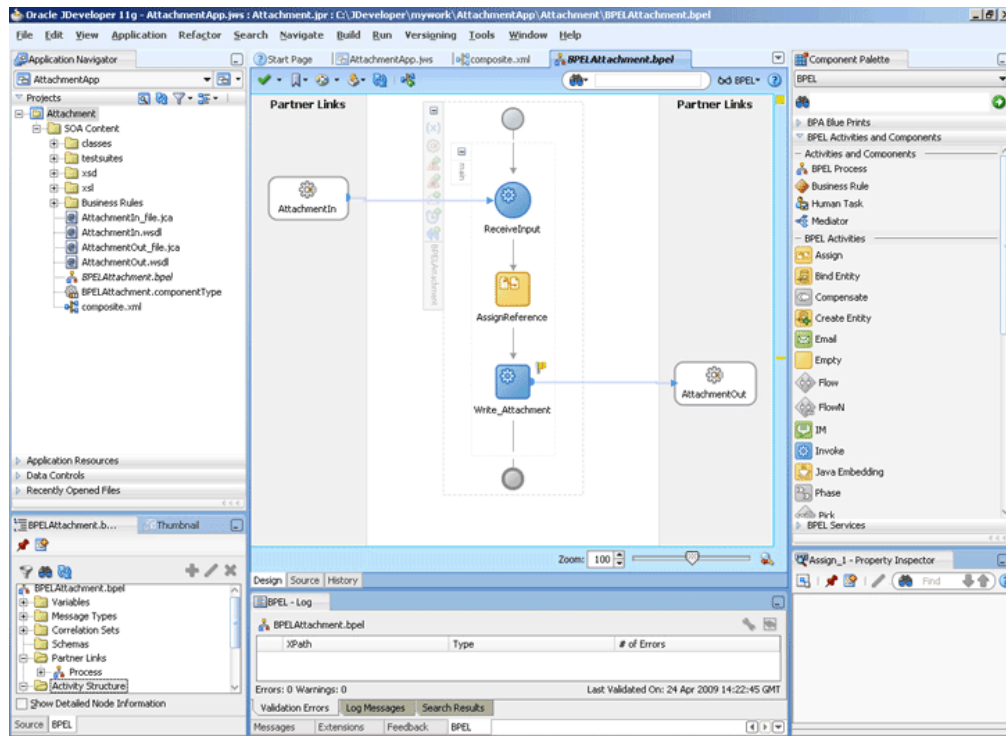 Oracle JDeveloper 11g - AttachmentApp.jws : Attachment.jpr : C:\JDeveloper\mywork\AttachmentApp\Attachment\BPELAttachment.bpel
File Edit View Application Refactor Search Navigate Build Run Versioning Tools Window Help
Application Navigator
AttachmentApp
Projects
Attachment
SOA Content
classes
testsuites
xsd
xsl
Business Rules
AttachmentIn_file.jca
AttachmentIn.wsdl
AttachmentOut_file.jca
AttachmentOut.wsdl
BPELAttachment.bpel
BPELAttachment.componentType
composite.xml
Application Resources
Data Controls
Recently Opened Files
BPELAttachment.b... Thumbnail
BPELAttachment.bpel
Variables
Message Types
Correlation Sets
Schemas
Partner Links
Process
Activity Structure
Show Detailed Node Information
Source BPEL
Start Page AttachmentApp.jws composite.xml BPELAttachment.bpel
BPEL
Partner Links Partner Links
main
AttachmentIn
ReceiveInput
BPELAttachment
AssignReference
Write_Attachment
AttachmentOut
Zoom: 100
Design Source History
BPEL - Log
BPELAttachment.bpel
XPath Type # of Errors
Errors: 0 Warnings: 0 Last Validated On: 24 Apr 2009 14:22:45 GMT
Validation Errors Log Messages Search Results
Messages Extensions Feedback BPEL
Component Palette
BPEL
BPA Blue Prints
BPEL Activities and Components
Activities and Components
BPEL Process
Business Rule
Human Task
Mediator
BPEL Activities
Assign
Bind Entity
Compensate
Create Entity
Email
Empty
Flow
FlowN
IM
Invoke
Java Embedding
Phase
Pick
BPEL Services
Assign_1 - Property Inspector
Find